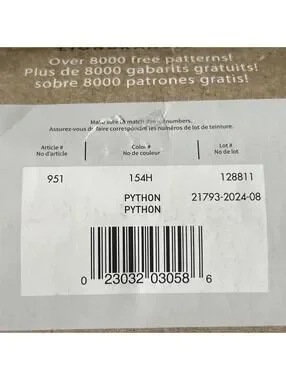 Over 8000 free patterns!
Plus de 8000 gabarits gratuits!
sobre 8000 patrones gratis!
Make sure to match dye numbers.
Assurez-vous de faire correspondre les numéros de lot de teinture.
Article # Color # Lot #
No d'article No de couleur No de lot
951 154H 128811
PYTHON 21793-2024-08
PYTHON
0 23032 03058 6